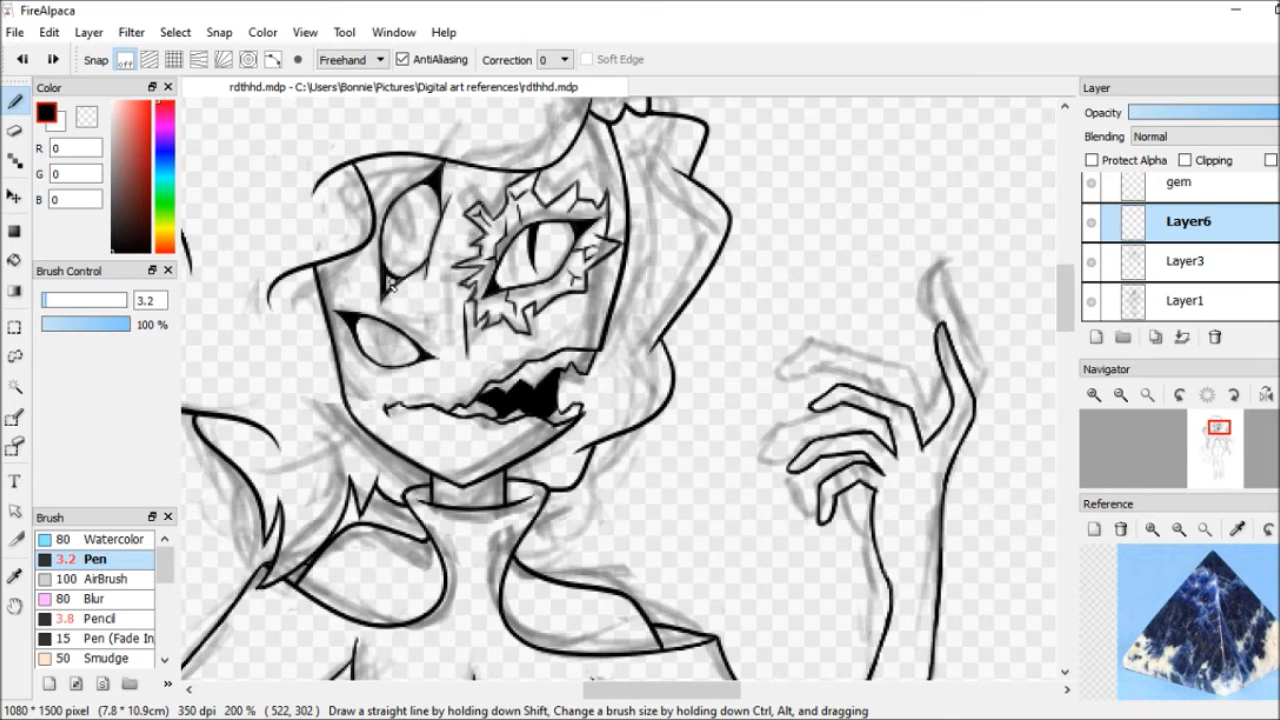 FireAlpaca
File Edit View Layer Filter Select Snap Color View Tool Window Help
Snap off Freehand AntiAliasing Correction 0 Soft Edge
Color
rdthhd.mdp - C:\Users\Bonnie\Pictures\Digital art references\rdthhd.mdp
Layer
Opacity
Blending Normal
R 0
Protect Alpha Clipping
G 0
B 0
gem
Layer6
Layer3
Layer1
Brush Control
3.2
100 %
Navigator
Reference
Brush
80 Watercolor
3.2 Pen
100 AirBrush
80 Blur
3.8 Pencil
15 Pen (Fade In
50 Smudge
1080 * 1500 pixel (7.8 * 10.9cm) 350 dpi 200 % ( 522, 302 ) Draw a straight line by holding down Shift, Change a brush size by holding down Ctrl, Alt, and dragging